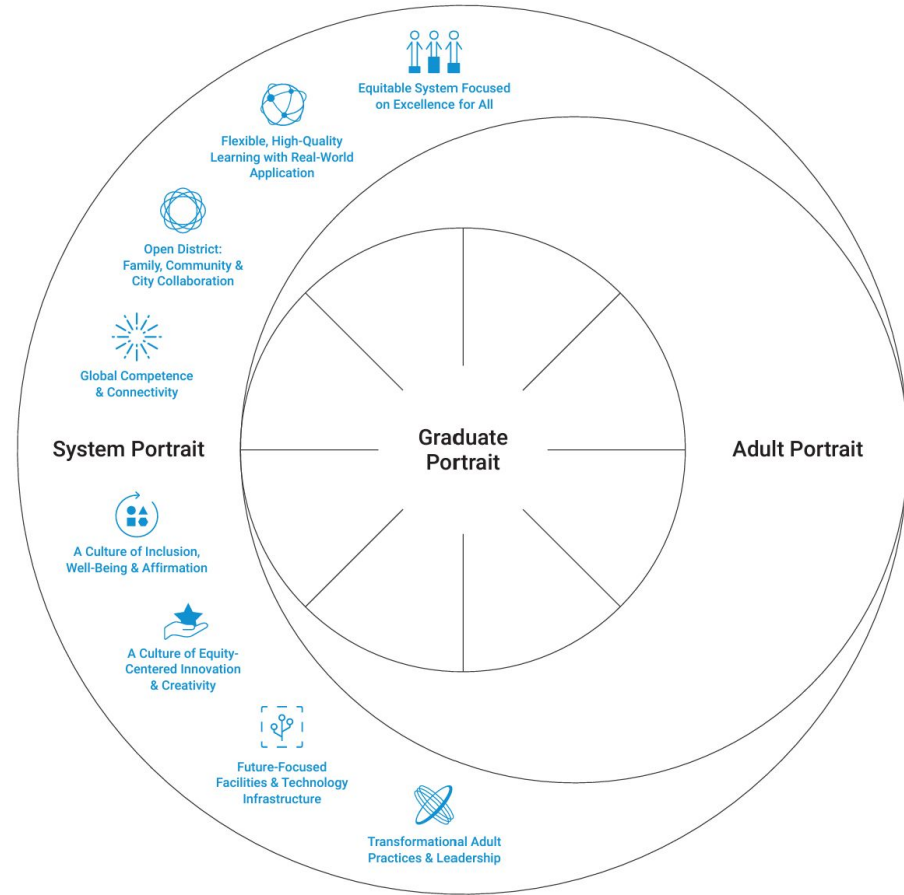 Equitable System Focused
on Excellence for All
Flexible, High-Quality
Learning with Real-World
Application
Open District:
Family, Community &
City Collaboration
Global Competence
& Connectivity
System Portrait
Graduate
Portrait
Adult Portrait
A Culture of Inclusion,
Well-Being & Affirmation
A Culture of Equity-
Centered Innovation
& Creativity
Future-Focused
Facilities & Technology
Infrastructure
Transformational Adult
Practices & Leadership